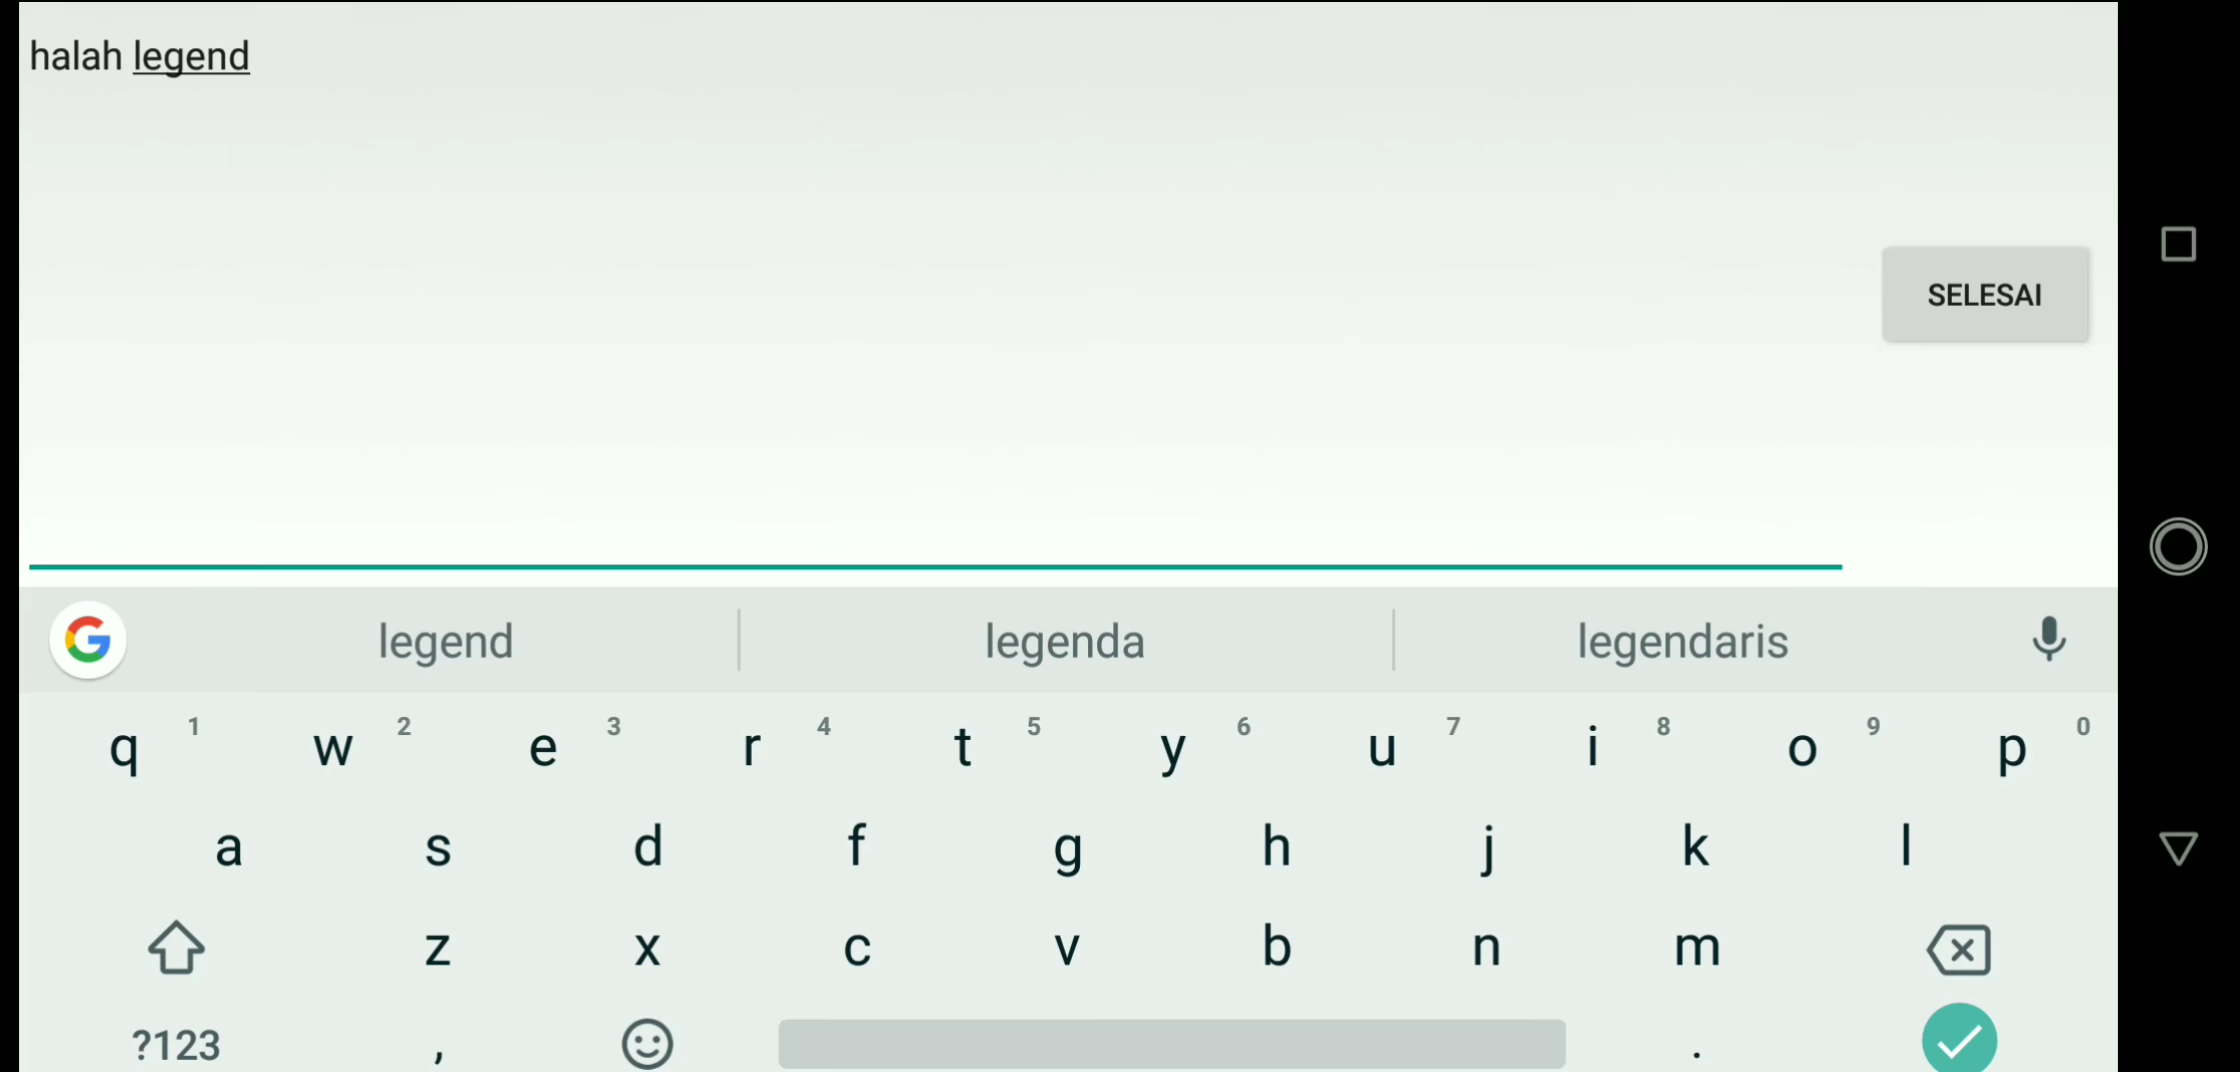 halah legend
SELESAI
legend legenda legendaris
q 1 w 2 e 3 r 4 t 5 y 6 u 7 i 8 o 9 p 0
a s d f g h j k l
z x c v b n m
?123 , .